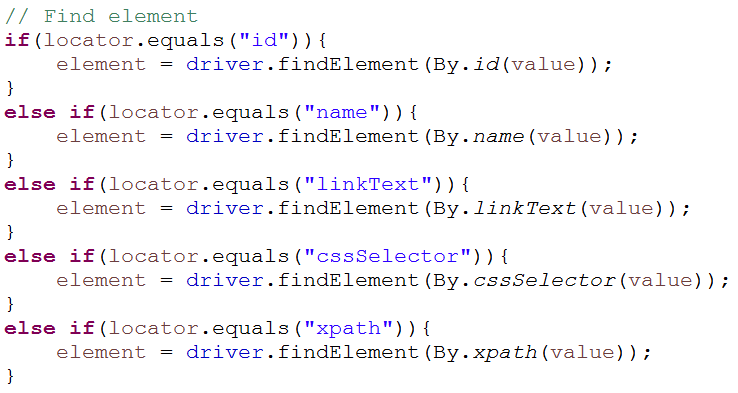 // Find element
if(locator.equals("id")){
    element = driver.findElement(By.id(value));
}
else if(locator.equals("name")){
    element = driver.findElement(By.name(value));
}
else if(locator.equals("linkText")){
    element = driver.findElement(By.linkText(value));
}
else if(locator.equals("cssSelector")){
    element = driver.findElement(By.cssSelector(value));
}
else if(locator.equals("xpath")){
    element = driver.findElement(By.xpath(value));
}